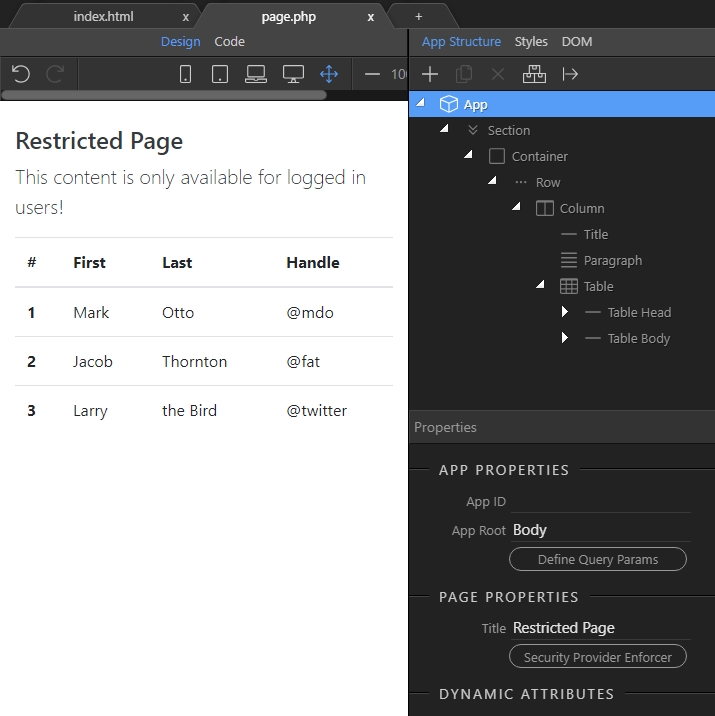 index.html x page.php x +
Design Code
App Structure Styles DOM
10
App
Section
Container
Row
Column
Title
Paragraph
Table
Table Head
Table Body
Restricted Page
This content is only available for logged in
users!
# First Last Handle
1 Mark Otto @mdo
2 Jacob Thornton @fat
3 Larry the Bird @twitter
Properties
APP PROPERTIES
App ID
App Root Body
Define Query Params
PAGE PROPERTIES
Title Restricted Page
Security Provider Enforcer
DYNAMIC ATTRIBUTES